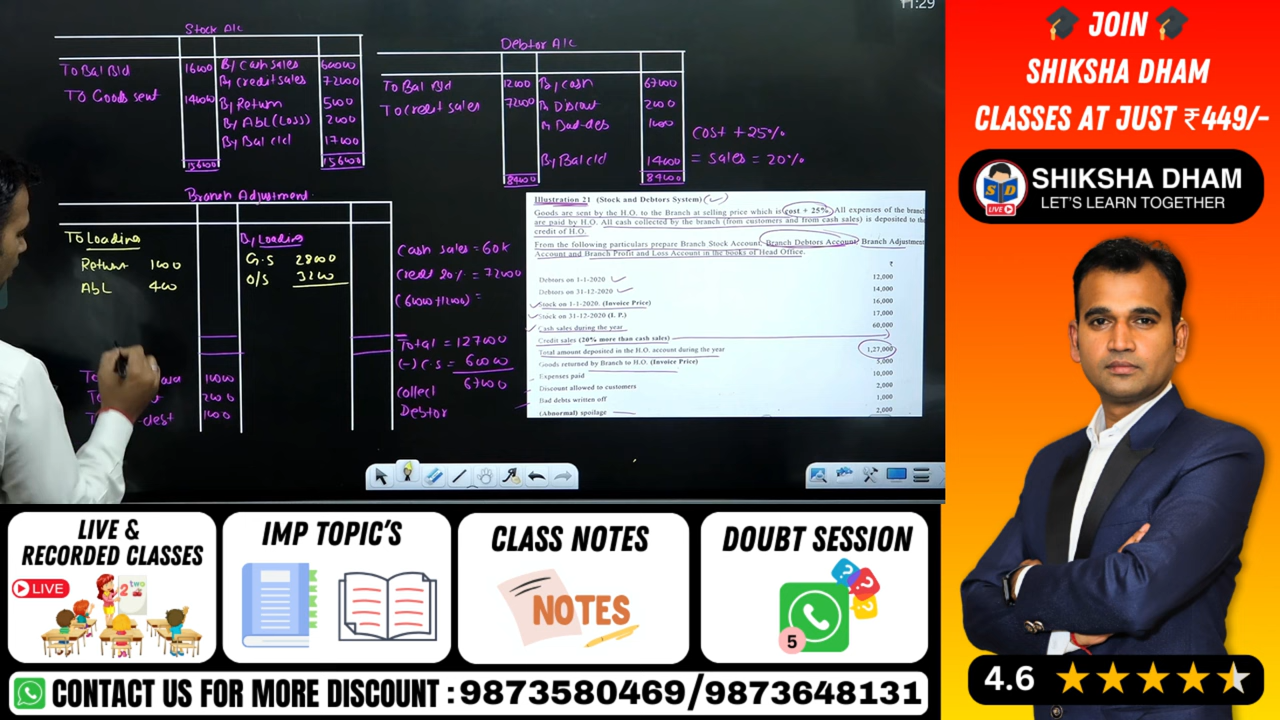 11:29
Stock A/c
To Bal B/d 16000 By cash sales 60000
By credit sales 72000
To Goods sent 140000 By Return 5000
By AbL (Loss) 2000
By Bal c/d 17000
156000 156000
Debtor A/c
To Bal B/d 12000 By cash 67000
To credit sales 72000 By Discout 2000
By Bad-deb 1000
By Bal c/d 14000
84000 84000
COST + 25%
= Sales = 20%
Branch Adjustment
To Loading By Loading
Return 1000 G.S 28000
AbL 400 O/S 3200
10000
2000
1000
Cash sales = 60k
Credit 20% = 72000
(60000+12000) =
Total = 127000
(-) C.S = 60000
collect 67000
Debtor
Illustration 21 (Stock and Debtors System)
Goods are sent by the H.O. to the Branch at selling price which is cost + 25%. All expenses of the branch
are paid by H.O. All cash collected by the branch (from customers and from cash sales) is deposited to the
credit of H.O.
From the following particulars prepare Branch Stock Account, Branch Debtors Account, Branch Adjustment
Account and Branch Profit and Loss Account in the books of Head Office.
₹
Debtors on 1-1-2020 12,000
Debtors on 31-12-2020 14,000
Stock on 1-1-2020. (Invoice Price) 16,000
Stock on 31-12-2020 (I. P.) 17,000
Cash sales during the year 60,000
Credit sales (20% more than cash sales)
Total amount deposited in the H.O. account during the year 1,27,000
Goods returned by Branch to H.O. (Invoice Price) 5,000
Expenses paid 10,000
Discount allowed to customers 2,000
Bad debts written off 1,000
(Abnormal) spoilage 2,000
JOIN
SHIKSHA DHAM
CLASSES AT JUST ₹449/-
SD
LIVE
SHIKSHA DHAM
LET'S LEARN TOGETHER
4.6
LIVE &
RECORDED CLASSES
LIVE
two
2
IMP TOPIC'S
CLASS NOTES
NOTES
DOUBT SESSION
5
CONTACT US FOR MORE DISCOUNT : 9873580469/9873648131